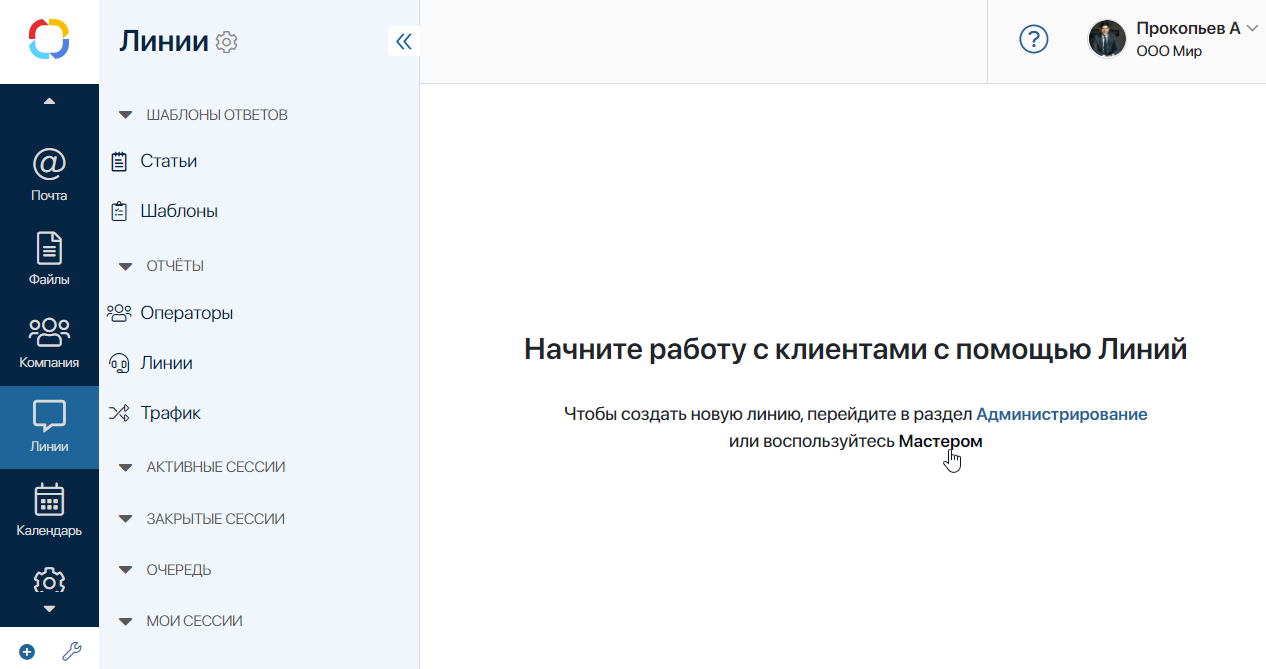 Линии
Прокопьев А
ООО Мир
Почта
Файлы
Компания
Линии
Календарь
ШАБЛОНЫ ОТВЕТОВ
Статьи
Шаблоны
ОТЧЁТЫ
Операторы
Линии
Трафик
АКТИВНЫЕ СЕССИИ
ЗАКРЫТЫЕ СЕССИИ
ОЧЕРЕДЬ
МОИ СЕССИИ
Начните работу с клиентами с помощью Линий
Чтобы создать новую линию, перейдите в раздел Администрирование
или воспользуйтесь Мастером